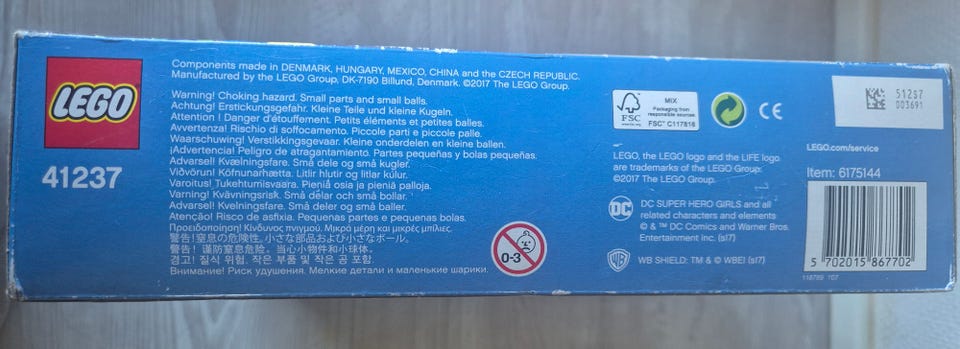 LEGO
41237
Components made in DENMARK, HUNGARY, MEXICO, CHINA and the CZECH REPUBLIC.
Manufactured by the LEGO Group, DK-7190 Billund, Denmark. ©2017 The LEGO Group.
Warning! Choking hazard. Small parts and small balls.
Achtung! Erstickungsgefahr. Kleine Teile und kleine Kugeln.
Attention ! Danger d'étouffement. Petits éléments et petites balles.
Avvertenza! Rischio di soffocamento. Piccole parti e piccole palle.
Waarschuwing! Verstikkingsgevaar. Kleine onderdelen en kleine ballen.
¡Advertencia! Peligro de atragantamiento. Partes pequeñas y bolas pequeñas.
Advarsel! Kvælningsfare. Små dele og små kugler.
Viðvörun! Köfnunarhætta. Litlir hlutir og litlar kúlur.
Varoitus! Tukehtumisvaara. Pieniä osia ja pieniä palloja.
Varning! Kvävningsrisk. Små delar och små bollar.
Advarsel! Kvelningsfare. Små deler og små baller.
Atenção! Risco de asfixia. Pequenas partes e pequenas bolas.
Προειδοποίηση! Κίνδυνος πνιγμού. Μικρά μέρη και μικρές μπίλιες.
警告!窒息の危険性。小さな部品および小さなボール。
警告!谨防窒息危险。当心小物件和小球体。
경고! 질식 위험. 작은 부품 및 작은 공 포함.
Внимание! Риск удушения. Мелкие детали и маленькие шарики.
0-3
FSC
www.fsc.org
MIX
Packaging from
responsible sources
FSC® C117818
CE
LEGO, the LEGO logo and the LIFE logo
are trademarks of the LEGO Group.
©2017 The LEGO Group.
DC
DC SUPER HERO GIRLS and all
related characters and elements
© & ™ DC Comics and Warner Bros.
Entertainment Inc. (s17)
WB
WB SHIELD: TM & © WBEI (s17)
512S7
003691
LEGO.com/service
Item: 6175144
5 702015 867702